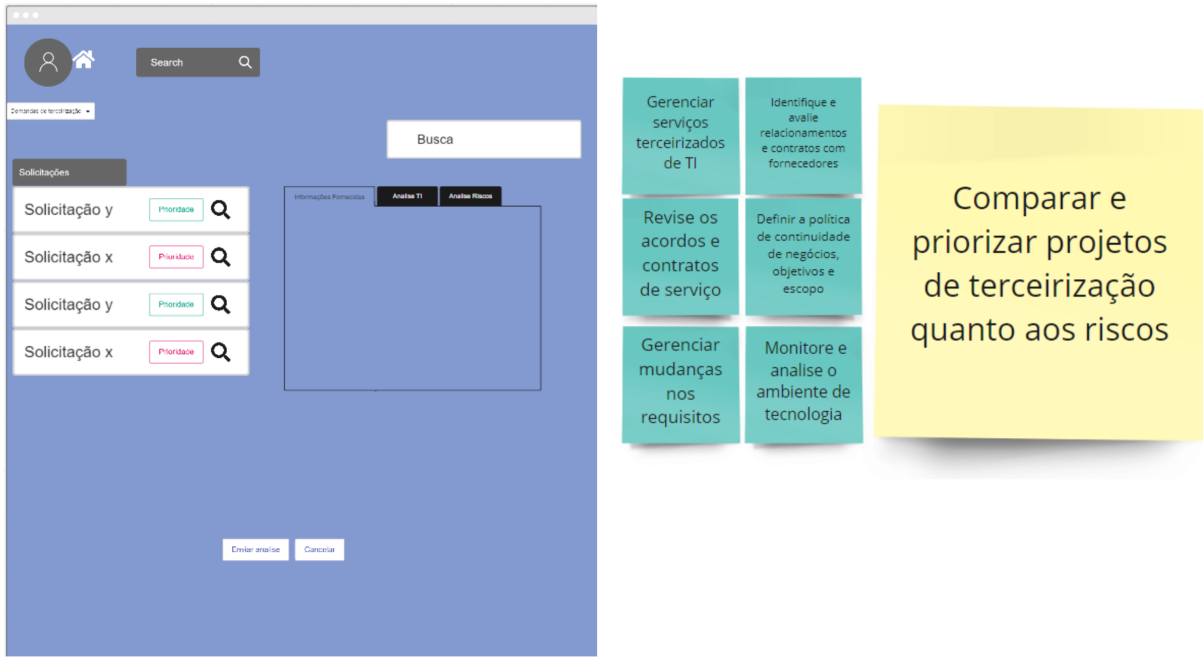 Search
Demandas de terceirização
Busca
Solicitações
Solicitação y
Prioridade
Solicitação x
Prioridade
Solicitação y
Prioridade
Solicitação x
Prioridade
Informações Fornecidas
Analise TI
Analise Riscos
Enviar analise
Cancelar
Gerenciar
serviços
terceirizados
de TI
Identifique e
avalie
relacionamentos
e contratos com
fornecedores
Revise os
acordos e
contratos
de serviço
Definir a política
de continuidade
de negócios,
objetivos e
escopo
Gerenciar
mudanças
nos
requisitos
Monitore e
analise o
ambiente de
tecnologia
Comparar e
priorizar projetos
de terceirização
quanto aos riscos